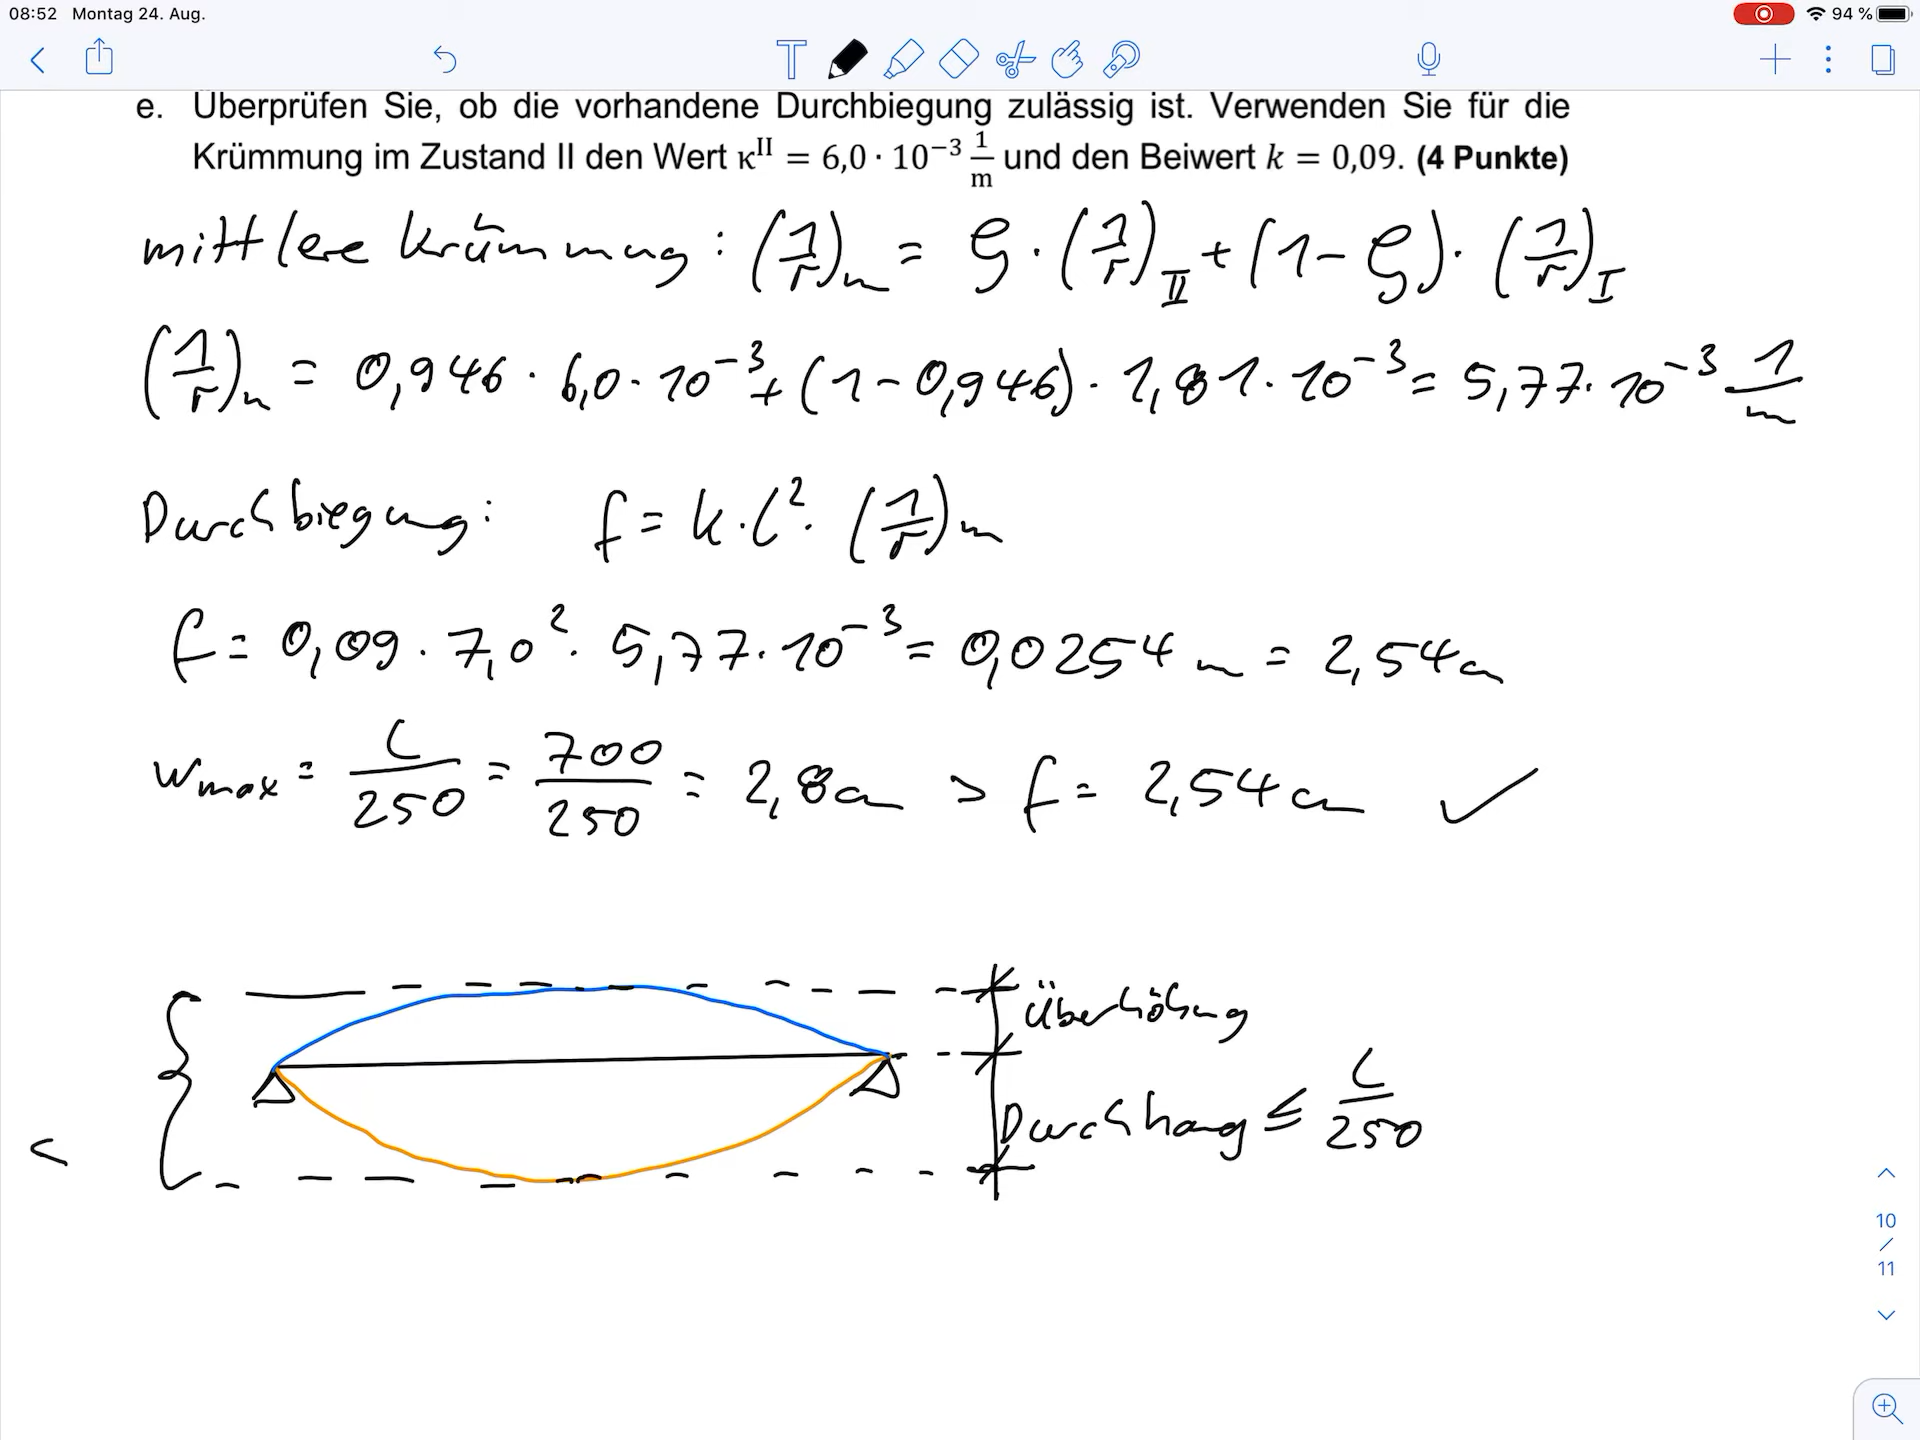 08:52 Montag 24. Aug. 94 %
T
e. Überprüfen Sie, ob die vorhandene Durchbiegung zulässig ist. Verwenden Sie für die
Krümmung im Zustand II den Wert κ^II = 6,0 · 10⁻³ 1/m und den Beiwert k = 0,09. (4 Punkte)
mittlere Krümmung: (1/r)m = ζ · (1/r)II + (1-ζ) · (1/r)I
(1/r)m = 0,946 · 6,0 · 10⁻³ + (1-0,946) · 1,81 · 10⁻³ = 5,77 · 10⁻³ 1/m
Durchbiegung: f = k · l² · (1/r)m
f = 0,09 · 7,0² · 5,77 · 10⁻³ = 0,0254 m = 2,54 cm
wmax = L/250 = 700/250 = 2,8 cm > f = 2,54 cm ✓
Überhöhung
Durchhang ≤ L/250
<
10
/
11